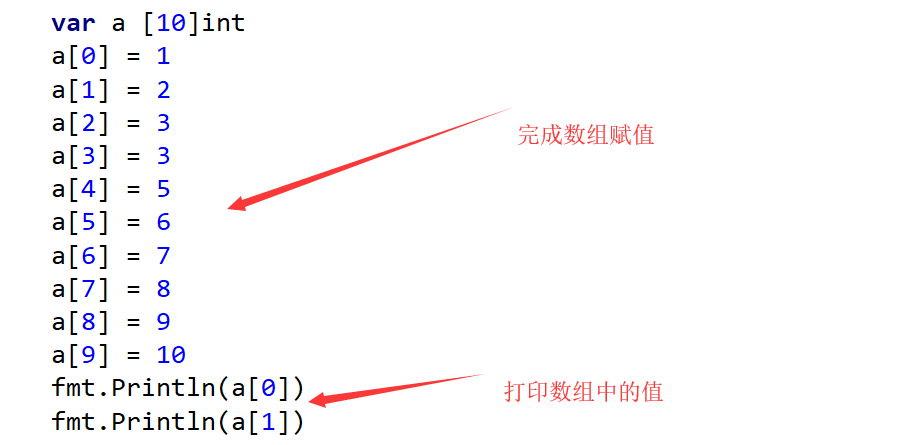 var a [10]int
a[0] = 1
a[1] = 2
a[2] = 3
a[3] = 3
a[4] = 5
a[5] = 6
a[6] = 7
a[7] = 8
a[8] = 9
a[9] = 10
fmt.Println(a[0])
fmt.Println(a[1])
完成数组赋值
打印数组中的值